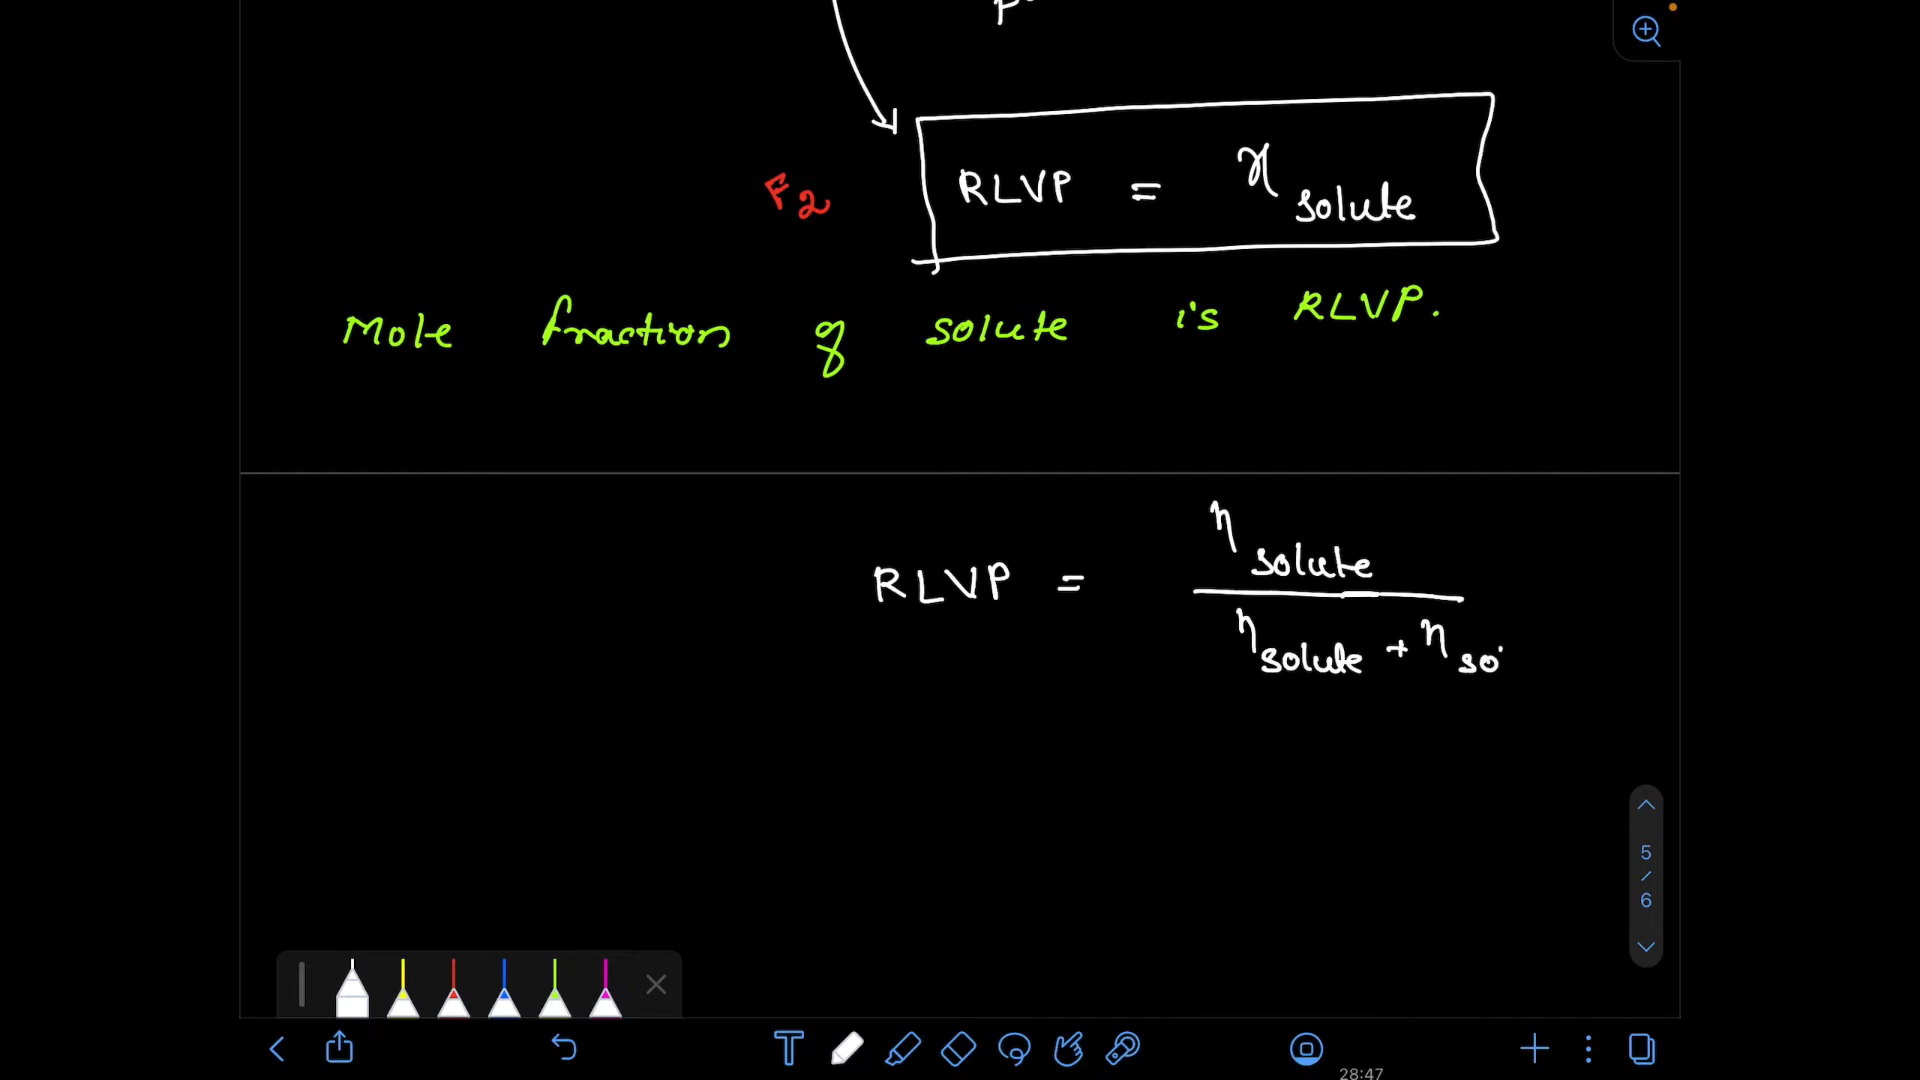 F2
RLVP = x solute
Mole fraction of solute is RLVP.
RLVP = n solute / n solute + n so
5
/
6
T
28:47